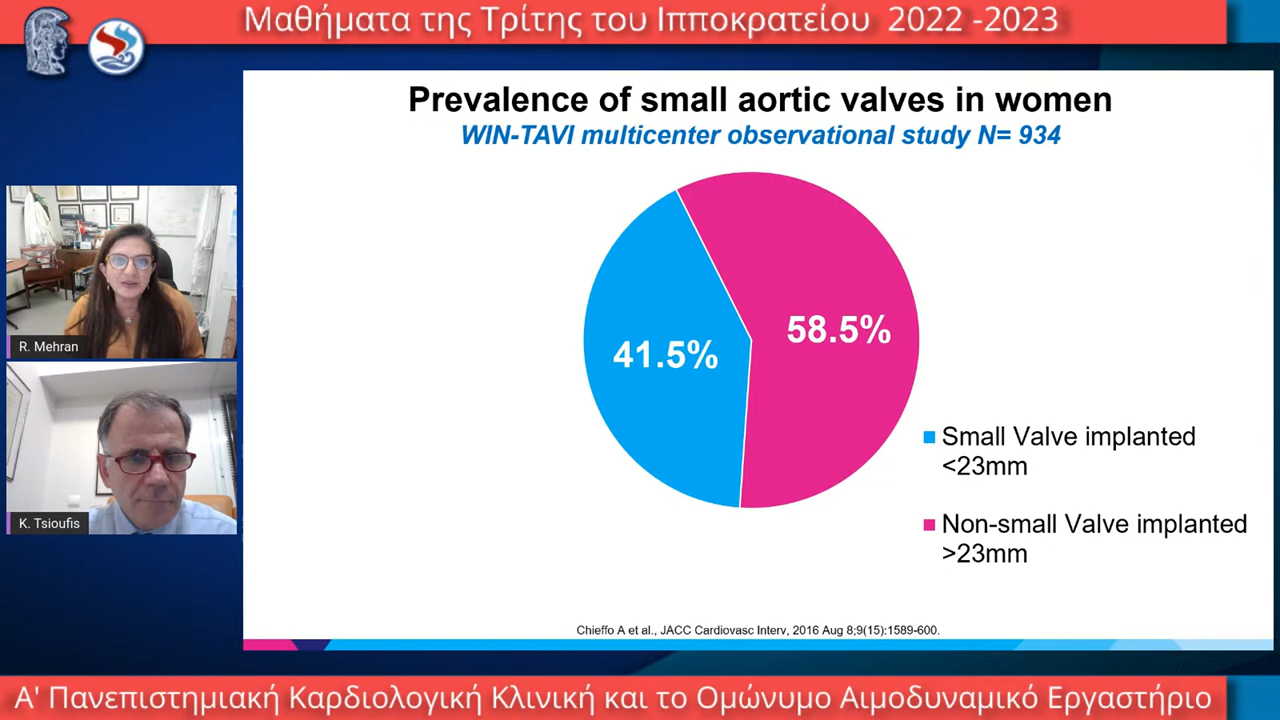 Μαθήματα της Τρίτης του Ιπποκρατείου 2022 -2023
Prevalence of small aortic valves in women
WIN-TAVI multicenter observational study N= 934
58.5%
41.5%
Small Valve implanted
<23mm
Non-small Valve implanted
>23mm
Chieffo A et al., JACC Cardiovasc Interv, 2016 Aug 8;9(15):1589-600.
R. Mehran
K. Tsioufis
Α' Πανεπιστημιακή Καρδιολογική Κλινική και το Ομώνυμο Αιμοδυναμικό Εργαστήριο